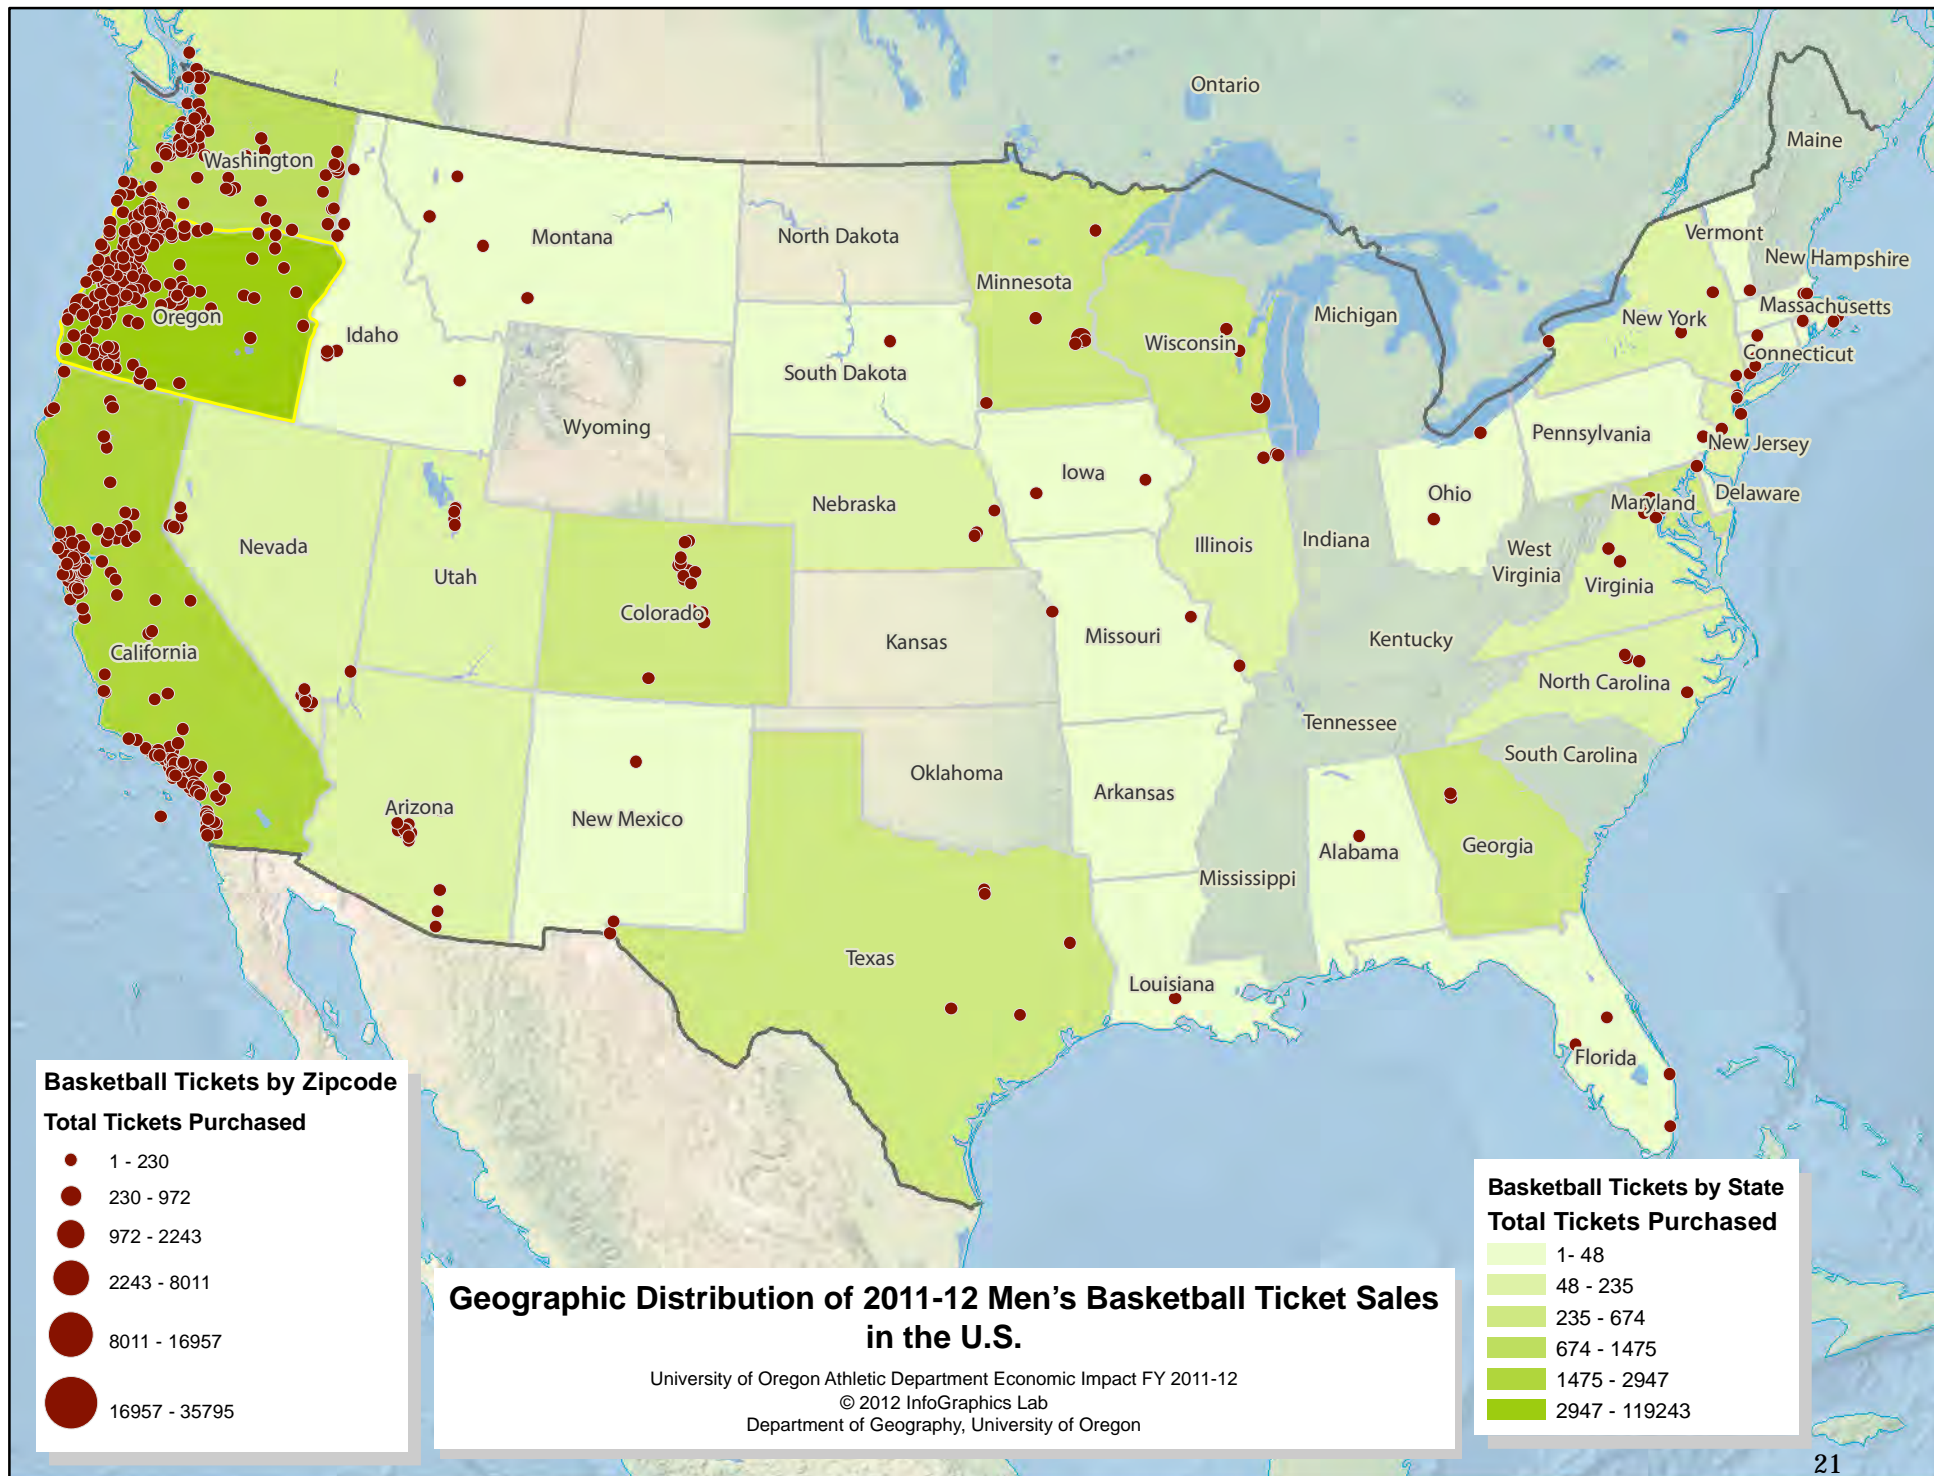 Ontario
Maine
Washington
Vermont
Montana
North Dakota
New Hampshire
Minnesota
Massachusetts
Oregon
Michigan
New York
Idaho
Wisconsin
Connecticut
South Dakota
Wyoming
Pennsylvania
New Jersey
Iowa
Ohio
Delaware
Nebraska
Maryland
Nevada
Illinois
Indiana
West
Virginia
Utah
Virginia
Colorado
Kansas
Missouri
Kentucky
California
North Carolina
Tennessee
South Carolina
Oklahoma
Arkansas
Arizona
New Mexico
Georgia
Alabama
Mississippi
Texas
Louisiana
Florida
Basketball Tickets by Zipcode
Total Tickets Purchased
1 - 230
230 - 972
972 - 2243
2243 - 8011
8011 - 16957
16957 - 35795
Geographic Distribution of 2011-12 Men’s Basketball Ticket Sales
in the U.S.
University of Oregon Athletic Department Economic Impact FY 2011-12
© 2012 InfoGraphics Lab
Department of Geography, University of Oregon
Basketball Tickets by State
Total Tickets Purchased
1- 48
48 - 235
235 - 674
674 - 1475
1475 - 2947
2947 - 119243
21